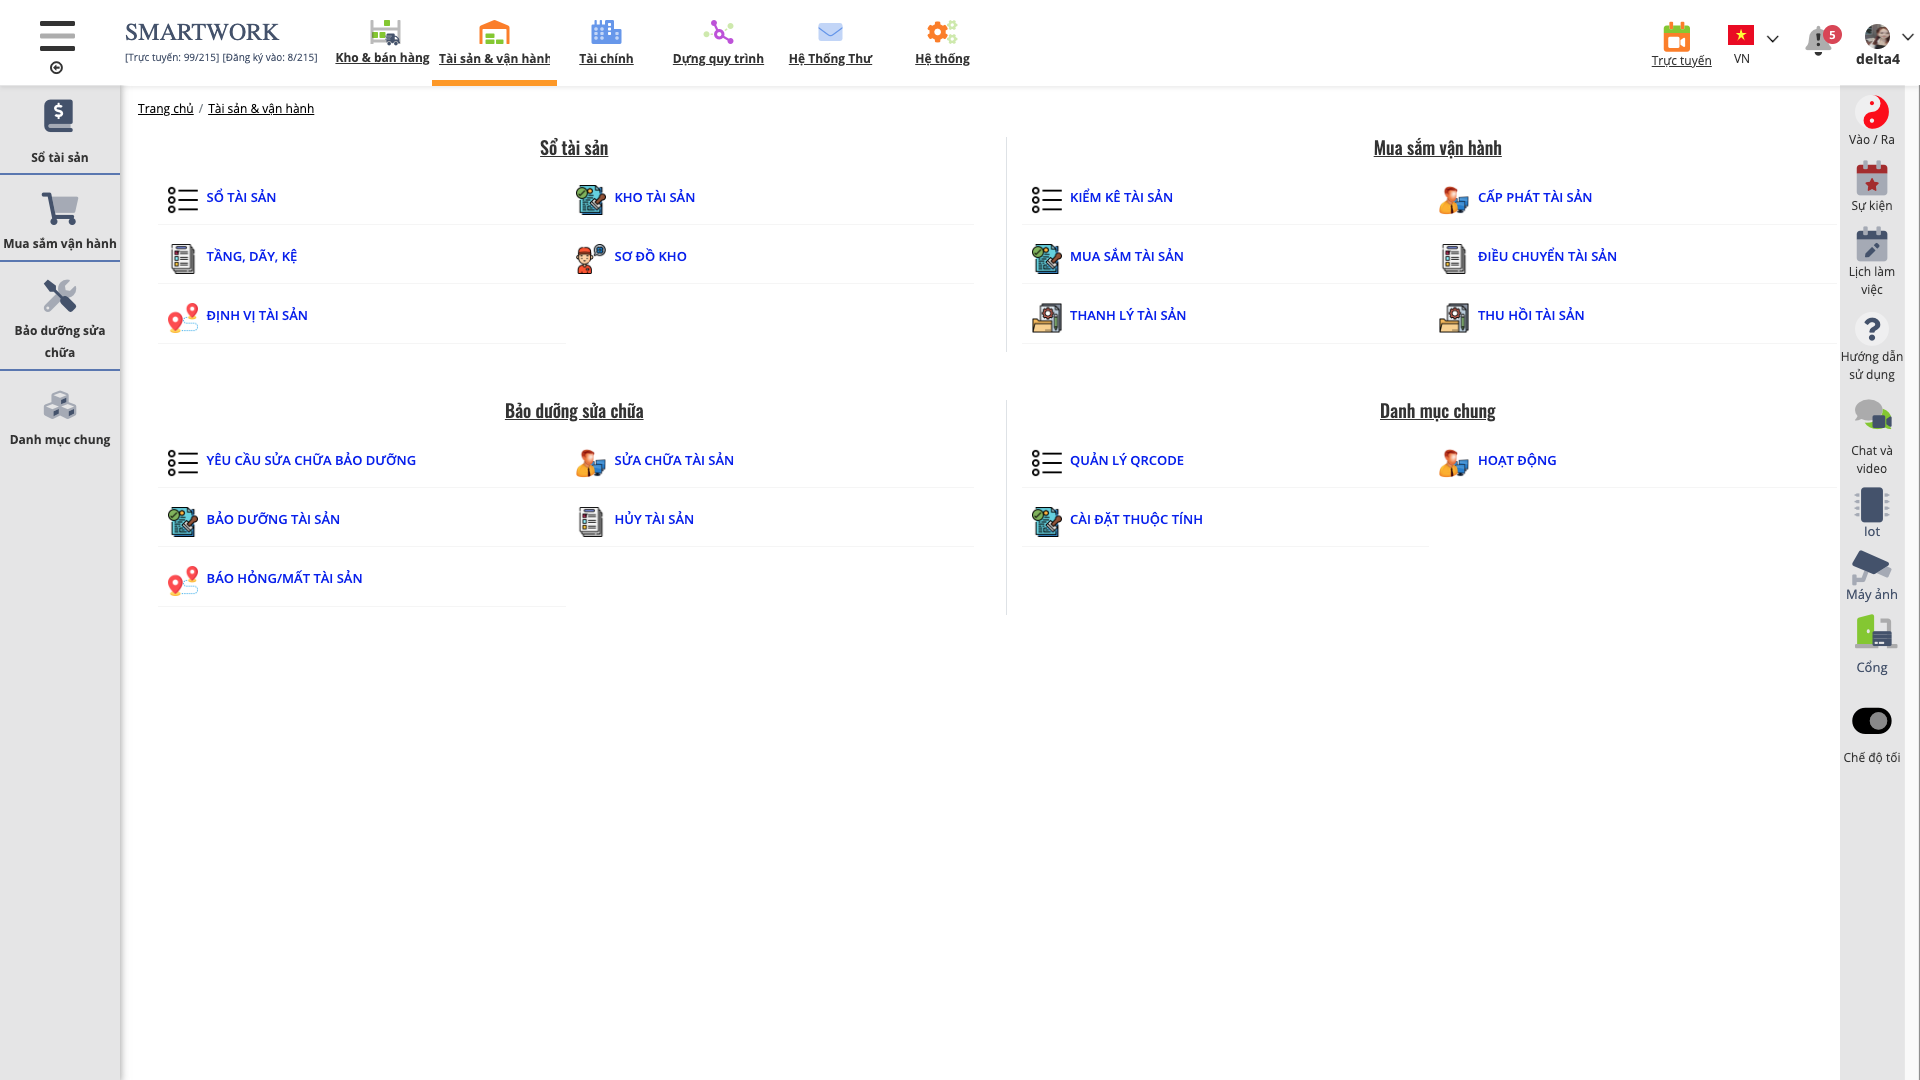 SMARTWORK
[Trực tuyến: 99/215] [Đăng ký vào: 8/215]
Kho & bán hàng
Tài sản & vận hành
Tài chính
Dựng quy trình
Hệ Thống Thư
Hệ thống
Trực tuyến
VN
5
delta4
Sổ tài sản
Mua sắm vận hành
Bảo dưỡng sửa
chữa
Danh mục chung
Trang chủ / Tài sản & vận hành
Sổ tài sản
SỔ TÀI SẢN
KHO TÀI SẢN
TẦNG, DÃY, KỆ
SƠ ĐỒ KHO
ĐỊNH VỊ TÀI SẢN
Mua sắm vận hành
KIỂM KÊ TÀI SẢN
CẤP PHÁT TÀI SẢN
MUA SẮM TÀI SẢN
ĐIỀU CHUYỂN TÀI SẢN
THANH LÝ TÀI SẢN
THU HỒI TÀI SẢN
Bảo dưỡng sửa chữa
YÊU CẦU SỬA CHỮA BẢO DƯỠNG
SỬA CHỮA TÀI SẢN
BẢO DƯỠNG TÀI SẢN
HỦY TÀI SẢN
BÁO HỎNG/MẤT TÀI SẢN
Danh mục chung
QUẢN LÝ QRCODE
HOẠT ĐỘNG
CÀI ĐẶT THUỘC TÍNH
Vào / Ra
Sự kiện
Lịch làm
việc
Hướng dẫn
sử dụng
Chat và
video
Iot
Máy ảnh
Cổng
Chế độ tối